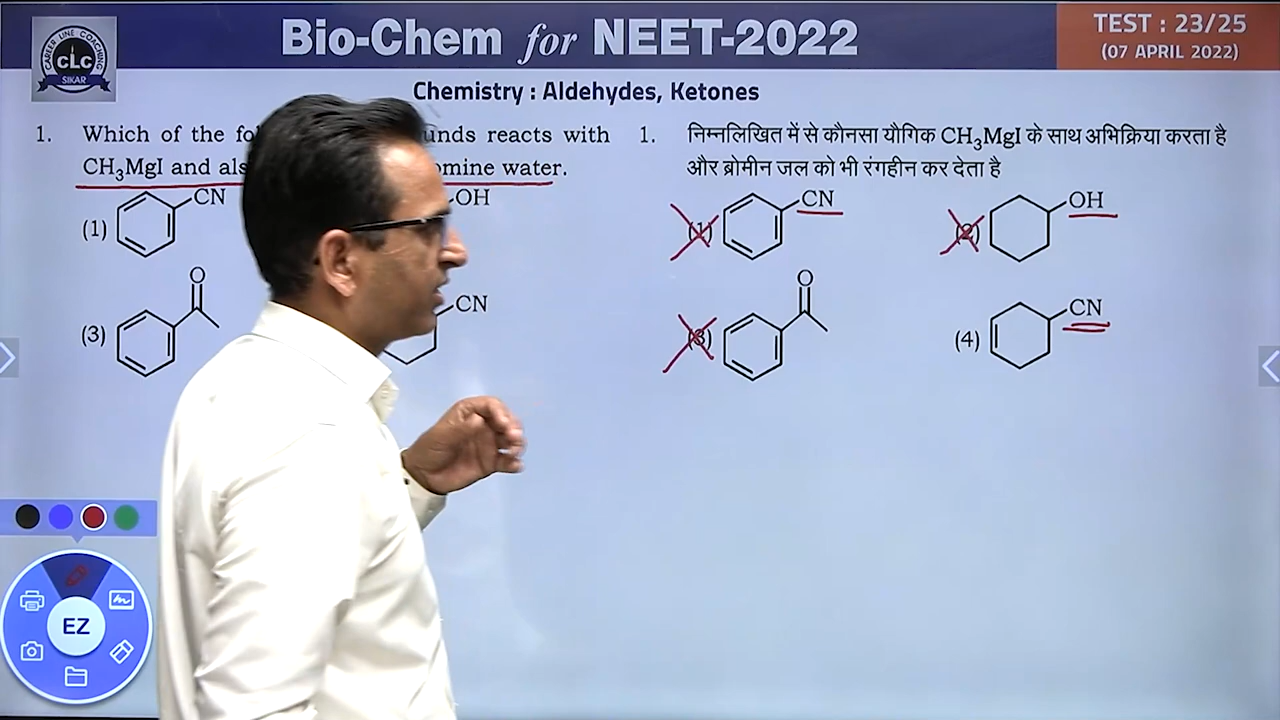 CAREER LINE COACHING
CLC
SIKAR
Bio-Chem for NEET-2022
TEST : 23/25
(07 APRIL 2022)
Chemistry : Aldehydes, Ketones
1. Which of the fo unds reacts with
CH₃MgI and als omine water.
(1) CN
OH
(3) O
CN
1. निम्नलिखित में से कौनसा यौगिक CH₃MgI के साथ अभिक्रिया करता है
और ब्रोमीन जल को भी रंगहीन कर देता है
(1) CN (2) OH
(3) O (4) CN
EZ